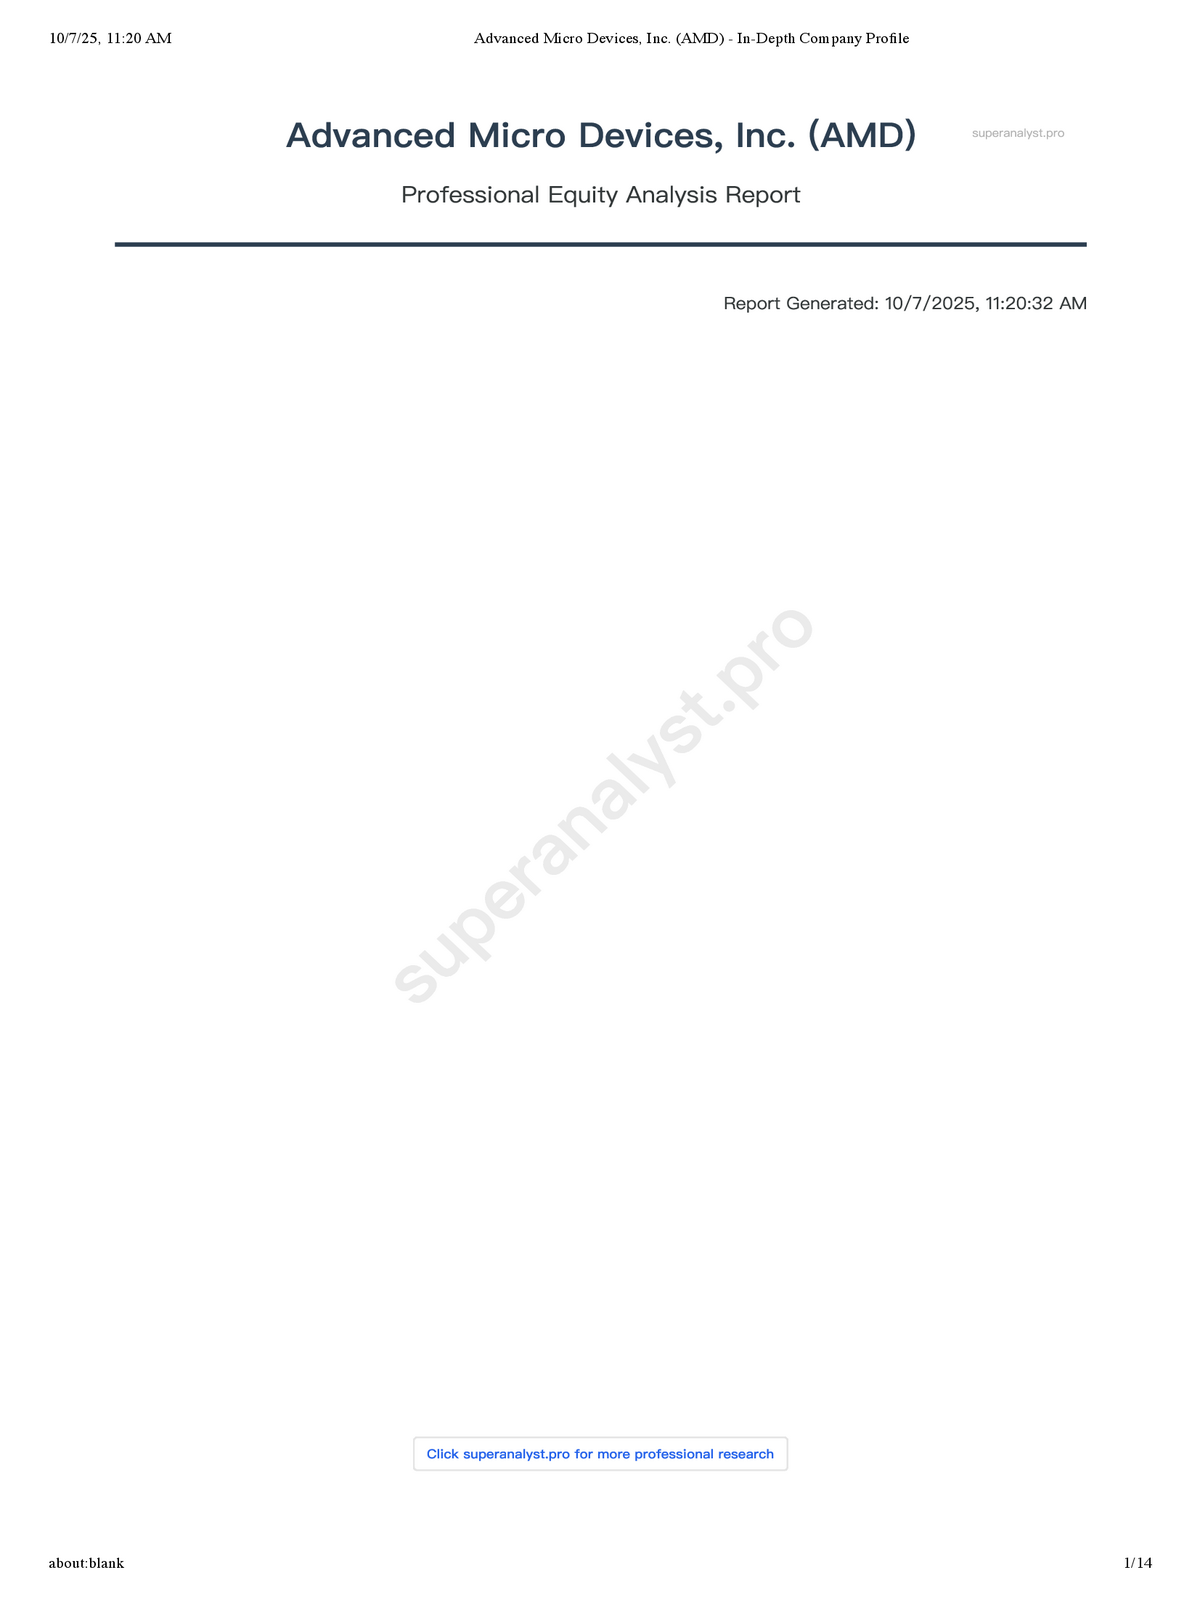 10/7/25, 11:20 AM
Advanced Micro Devices, Inc. (AMD) - In-Depth Company Profile
Advanced Micro Devices, Inc. (AMD)
superanalyst.pro
Professional Equity Analysis Report
Report Generated: 10/7/2025, 11:20:32 AM
superanalyst.pro
Click superanalyst.pro for more professional research
about:blank
1/14